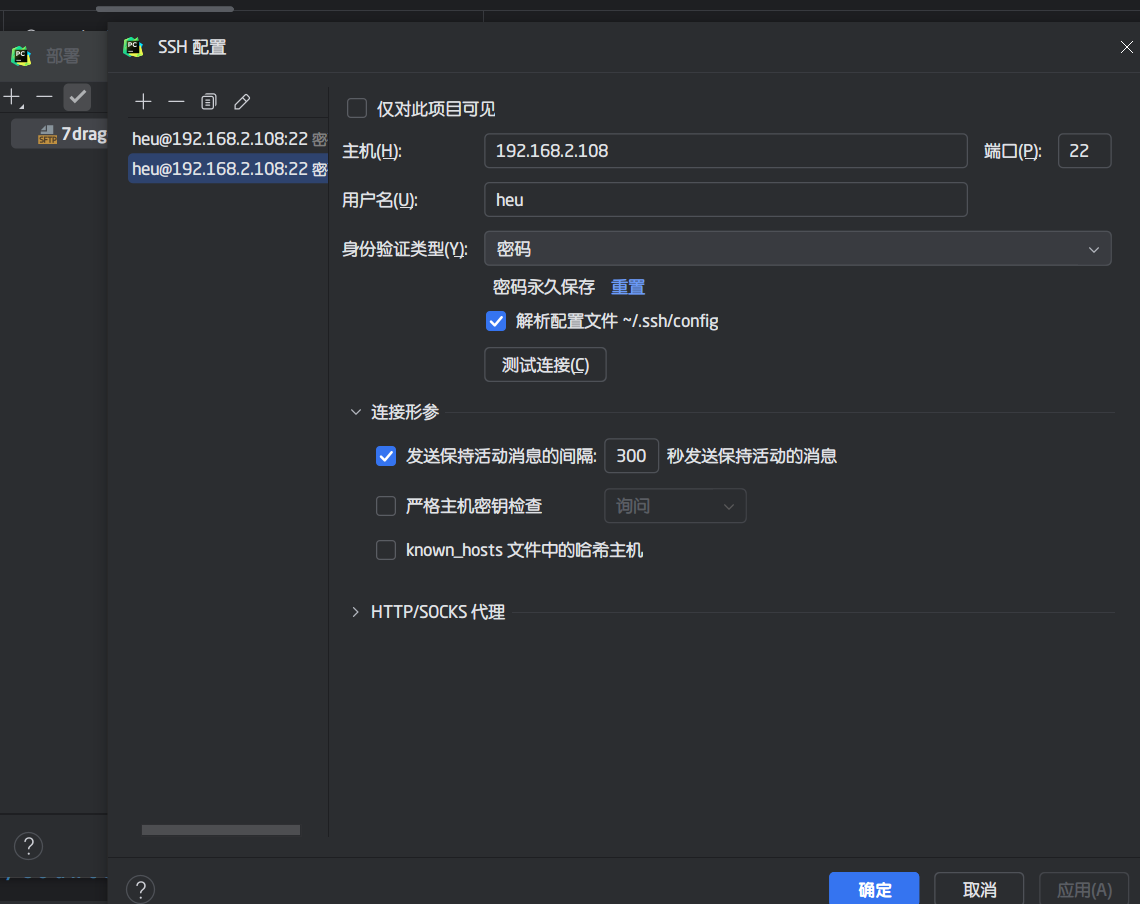 部署
SSH 配置
7drag
heu@192.168.2.108:22 密
heu@192.168.2.108:22 密
仅对此项目可见
主机(H):
192.168.2.108
端口(P):
22
用户名(U):
heu
身份验证类型(Y):
密码
密码永久保存 重置
解析配置文件 ~/.ssh/config
测试连接(C)
连接形参
发送保持活动消息的间隔: 300 秒发送保持活动的消息
严格主机密钥检查 询问
known_hosts 文件中的哈希主机
HTTP/SOCKS 代理
?
?
确定 取消 应用(A)